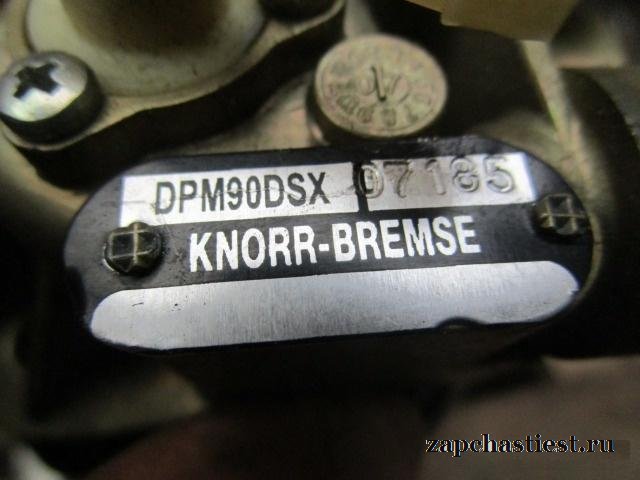 DPM90DSX 07185
KNORR-BREMSE
zapchastiest.ru